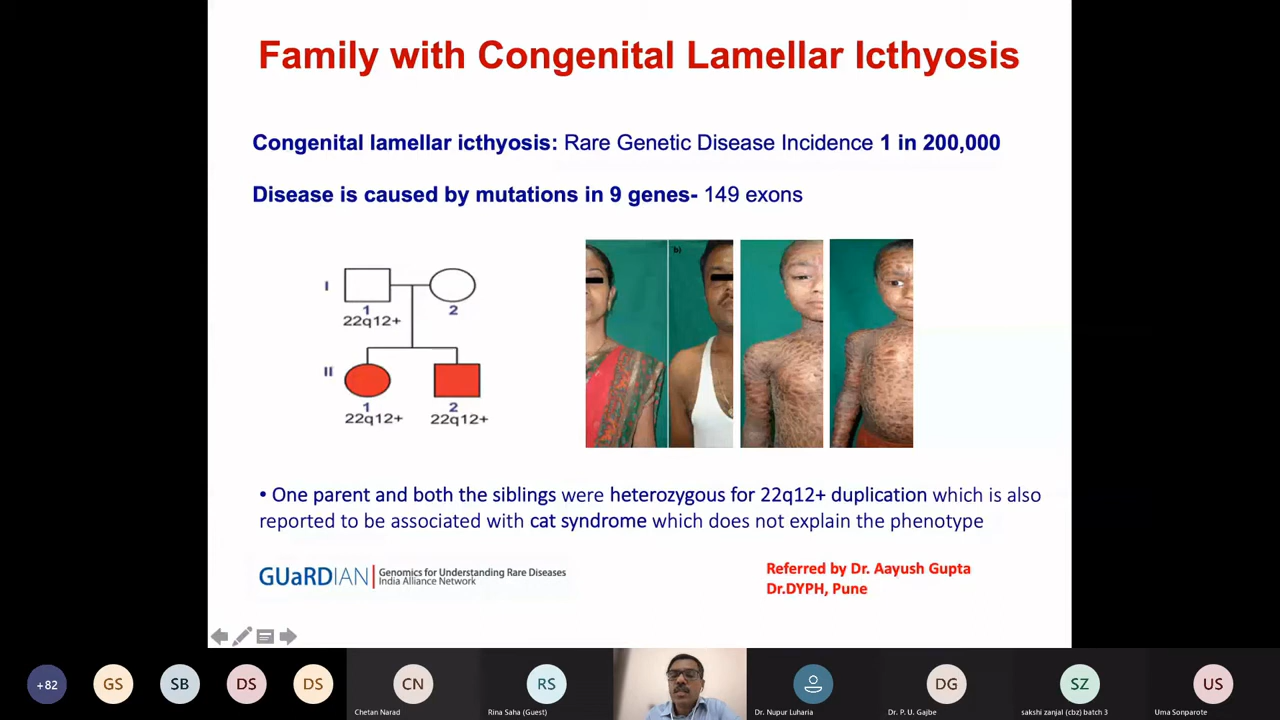 Family with Congenital Lamellar Icthyosis
Congenital lamellar icthyosis: Rare Genetic Disease Incidence 1 in 200,000
Disease is caused by mutations in 9 genes- 149 exons
I
1
22q12+
2
II
1
22q12+
2
22q12+
b)
• One parent and both the siblings were heterozygous for 22q12+ duplication which is also
reported to be associated with cat syndrome which does not explain the phenotype
GUaRDIAN
Genomics for Understanding Rare Diseases
India Alliance Network
Referred by Dr. Aayush Gupta
Dr.DYPH, Pune
+82
GS
SB
DS
DS
CN
Chetan Narad
RS
Rina Saha (Guest)
Dr. Nupur Luharia
DG
Dr. P. U. Gajbe
SZ
sakshi zanjal (cbz) batch 3
US
Uma Sonparote